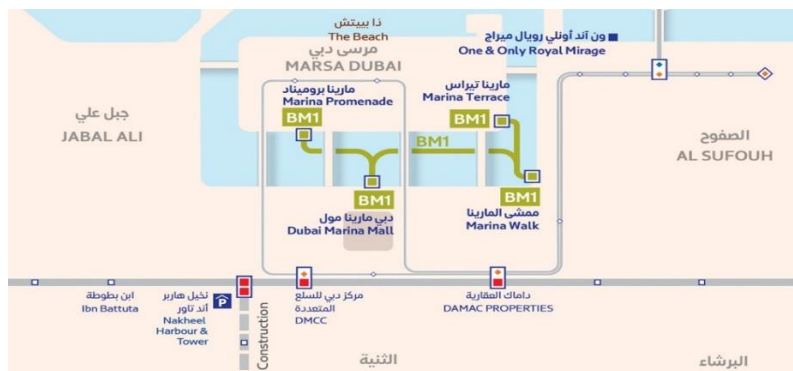 ذا بييتش
The Beach
مرسى دبي
MARSA DUBAI
ون آند أونلي رويال ميراج
One & Only Royal Mirage
مارينا بروميناد
Marina Promenade
BM1
مارينا تيراس
Marina Terrace
BM1
BM1
جبل علي
JABAL ALI
الصفوح
AL SUFOUH
BM1
دبي مارينا مول
Dubai Marina Mall
BM1
ممشى المارينا
Marina Walk
ابن بطوطة
Ibn Battuta
نخيل هاربر
آند تاور
Nakheel
Harbour &
Tower
P
Construction
مركز دبي للسلع
المتعددة
DMCC
داماك العقارية
DAMAC PROPERTIES
الثنية
البرشاء